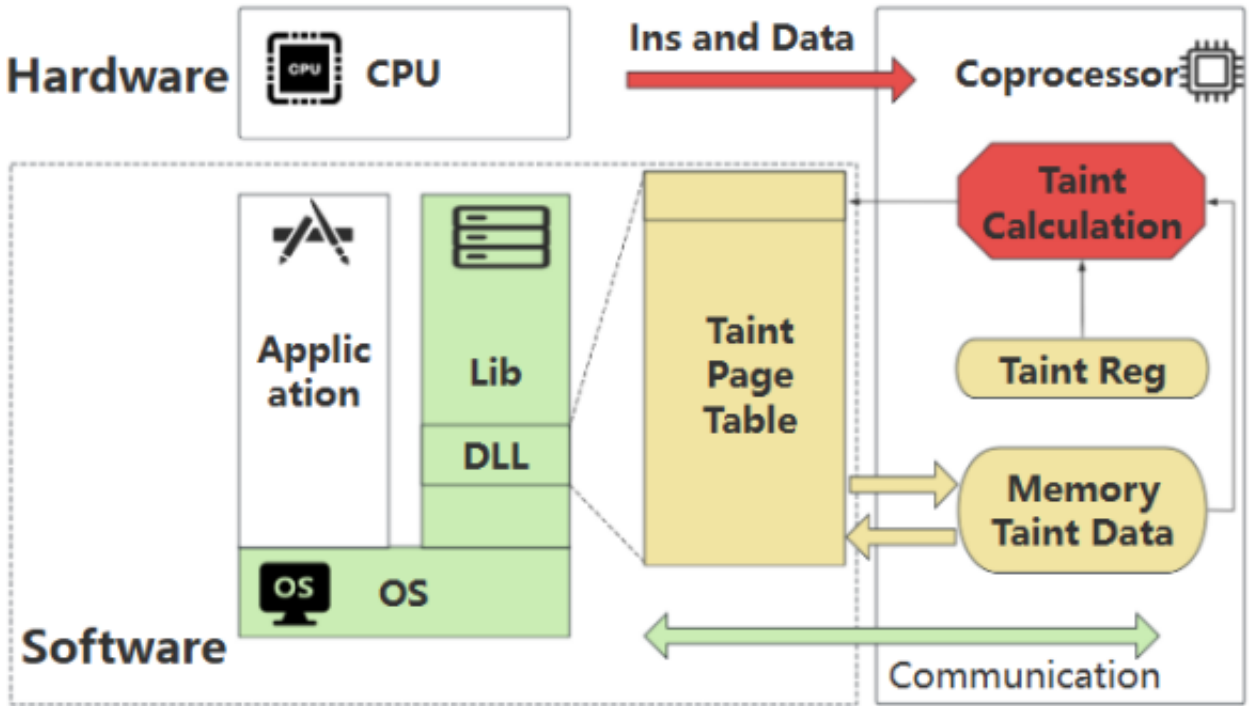 Hardware
CPU
CPU
Ins and Data
Coprocessor
Taint
Calculation
Applic
ation
Lib
DLL
Taint
Page
Table
Taint Reg
Memory
Taint Data
OS
OS
Software
Communication